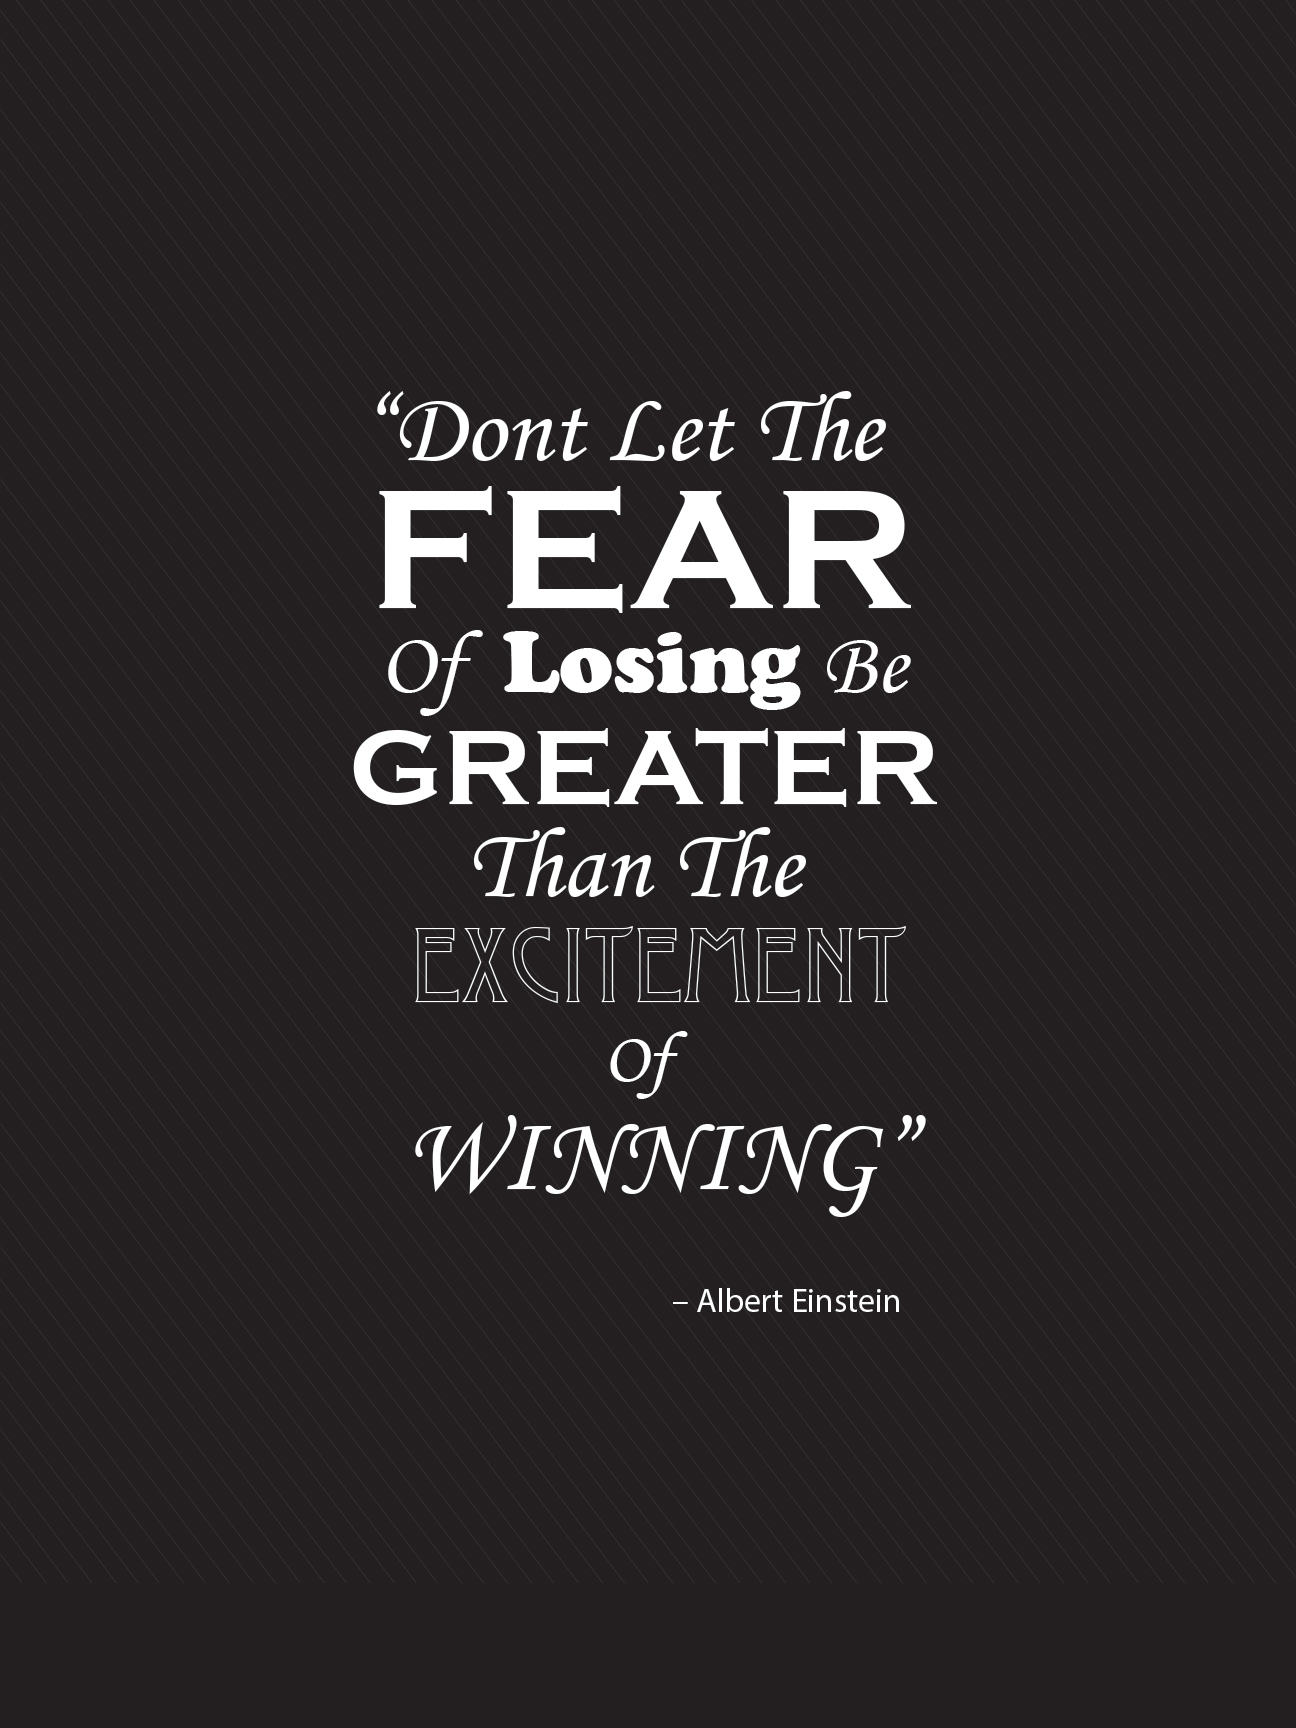 “Dont Let The
FEAR
Of Losing Be
GREATER
Than The
EXCITEMENT
Of
WINNING”
– Albert Einstein